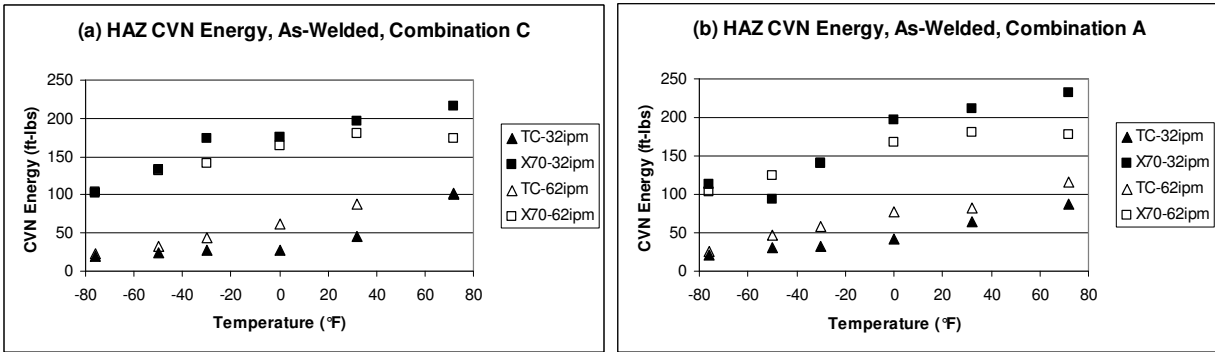 (a) HAZ CVN Energy, As-Welded, Combination C
CVN Energy (ft-lbs)
250
200
150
100
50
0
-80 -60 -40 -20 0 20 40 60 80
Temperature (°F)
TC-32ipm
X70-32ipm
TC-62ipm
X70-62ipm
(b) HAZ CVN Energy, As-Welded, Combination A
CVN Energy (ft-lbs)
250
200
150
100
50
0
-80 -60 -40 -20 0 20 40 60 80
Temperature (°F)
TC-32ipm
X70-32ipm
TC-62ipm
X70-62ipm